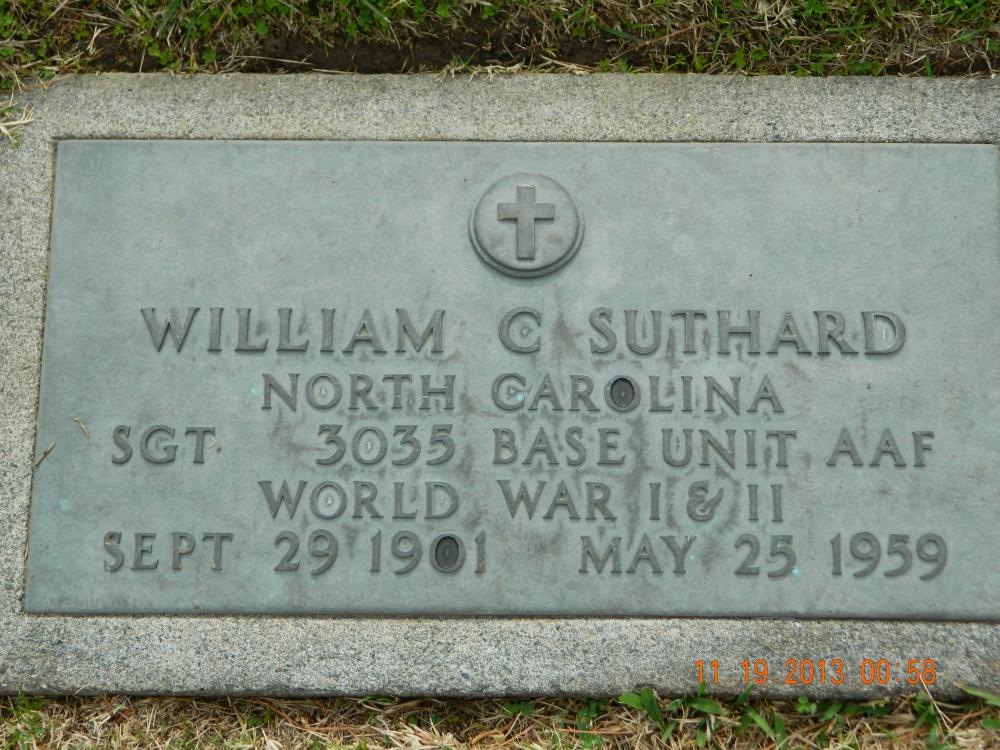 WILLIAM C SUTHARD
NORTH CAROLINA
SGT 3035 BASE UNIT AAF
WORLD WAR I & II
SEPT 29 1901 MAY 25 1959
11.19.2013 00:58